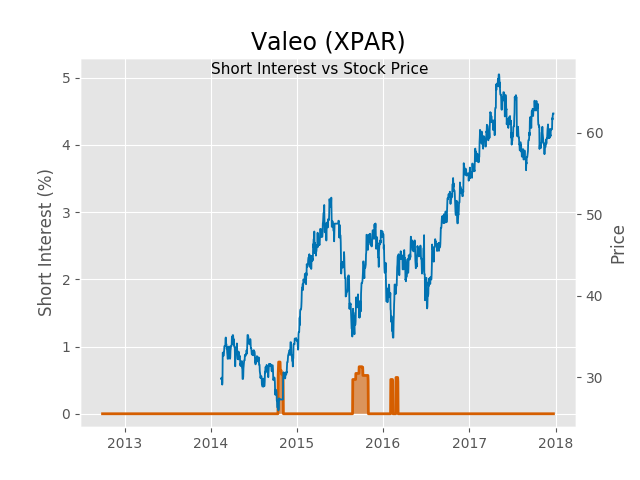 Valeo (XPAR)
Short Interest vs Stock Price
5
4
3
2
1
0
Short Interest (%)
60
50
40
30
Price
2013 2014 2015 2016 2017 2018